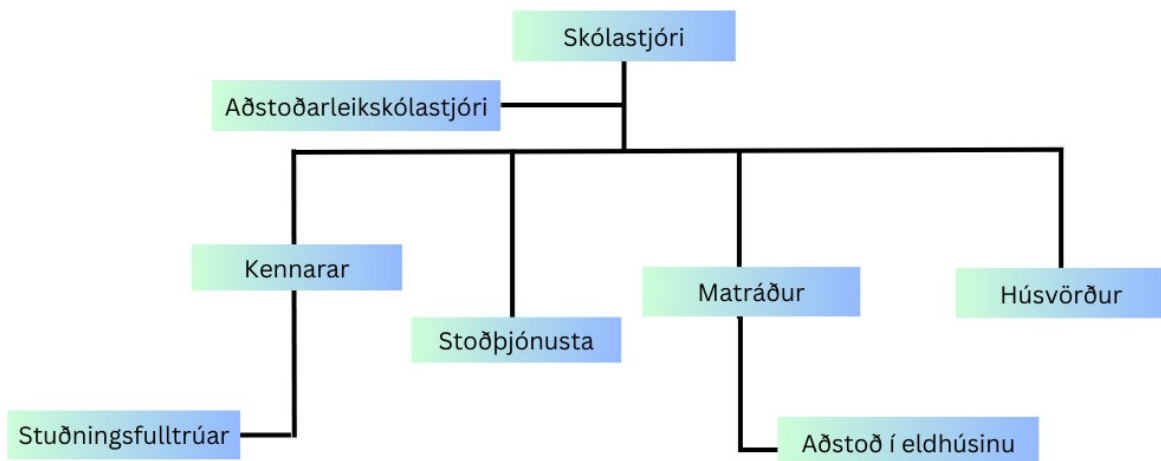 Skólastjóri
Aðstoðarleikskólastjóri
Kennarar
Matráður
Húsvörður
Stoðþjónusta
Stuðningsfulltrúar
Aðstoð í eldhúsinu